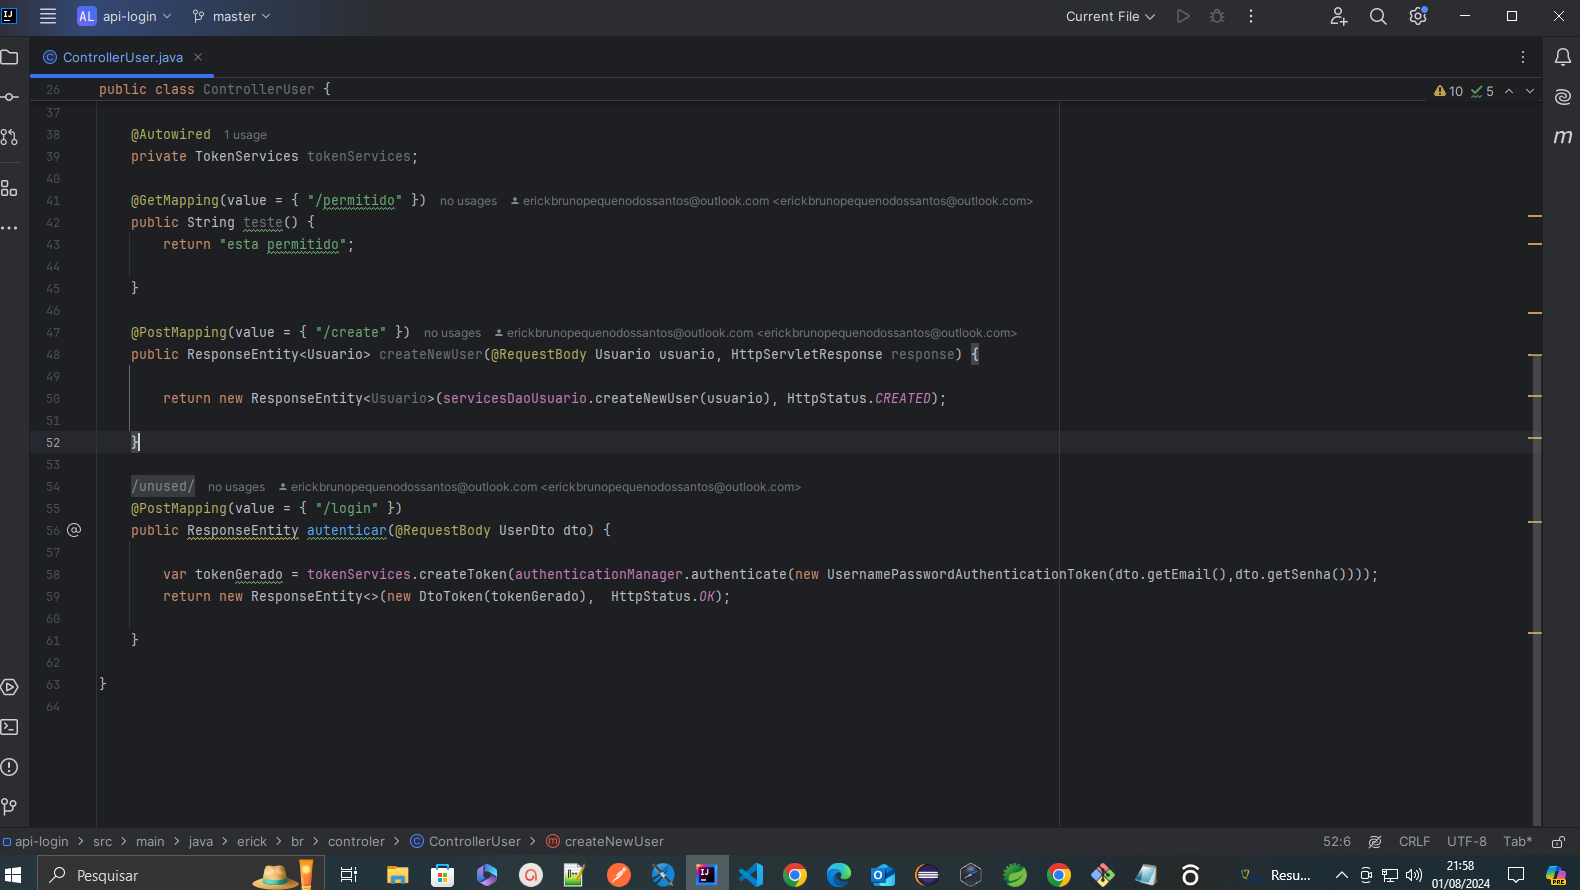 AL api-login master Current File
ControllerUser.java
26 public class ControllerUser { 10 5
37
38 @Autowired 1 usage
39 private TokenServices tokenServices;
40
41 @GetMapping(value = { "/permitido" }) no usages erickbrunopequenodossantos@outlook.com <erickbrunopequenodossantos@outlook.com>
42 public String teste() {
43 return "esta permitido";
44
45 }
46
47 @PostMapping(value = { "/create" }) no usages erickbrunopequenodossantos@outlook.com <erickbrunopequenodossantos@outlook.com>
48 public ResponseEntity<Usuario> createNewUser(@RequestBody Usuario usuario, HttpServletResponse response) {
49
50 return new ResponseEntity<Usuario>(servicesDaoUsuario.createNewUser(usuario), HttpStatus.CREATED);
51
52 }
53
54 /unused/ no usages erickbrunopequenodossantos@outlook.com <erickbrunopequenodossantos@outlook.com>
55 @PostMapping(value = { "/login" })
56 public ResponseEntity autenticar(@RequestBody UserDto dto) {
57
58 var tokenGerado = tokenServices.createToken(authenticationManager.authenticate(new UsernamePasswordAuthenticationToken(dto.getEmail(),dto.getSenha())));
59 return new ResponseEntity<>(new DtoToken(tokenGerado), HttpStatus.OK);
60
61 }
62
63 }
64
api-login > src > main > java > erick > br > controler > ControllerUser > createNewUser 52:6 CRLF UTF-8 Tab*
Pesquisar Resu... 21:58
01/08/2024